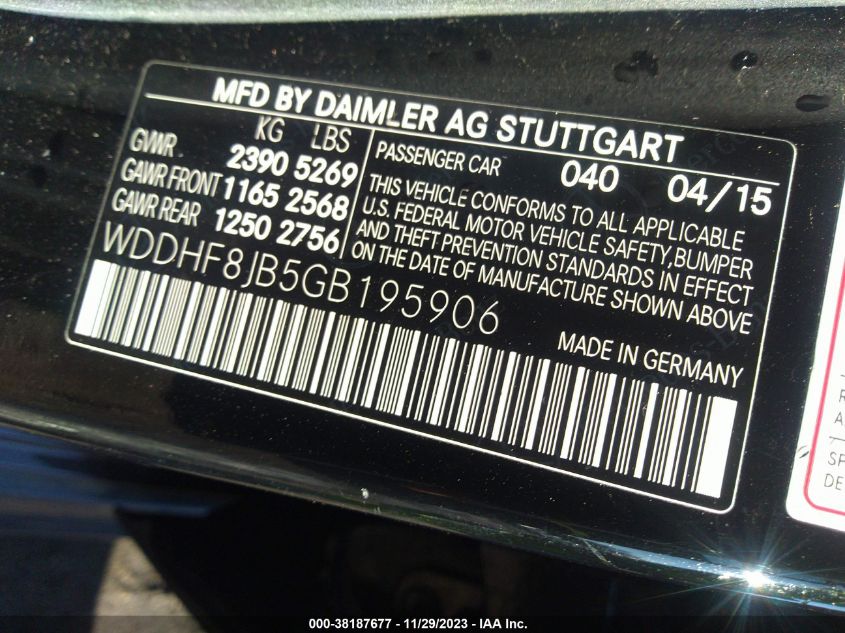 MFD BY DAIMLER AG STUTTGART
KG LBS
GVWR 2390 5269
GAWR FRONT 1165 2568
GAWR REAR 1250 2756
PASSENGER CAR 040 04/15
THIS VEHICLE CONFORMS TO ALL APPLICABLE
U.S. FEDERAL MOTOR VEHICLE SAFETY, BUMPER
AND THEFT PREVENTION STANDARDS IN EFFECT
ON THE DATE OF MANUFACTURE SHOWN ABOVE
WDDHF8JB5GB195906
MADE IN GERMANY
R
A
SP
DE
000-38187677 - 11/29/2023 - IAA Inc.